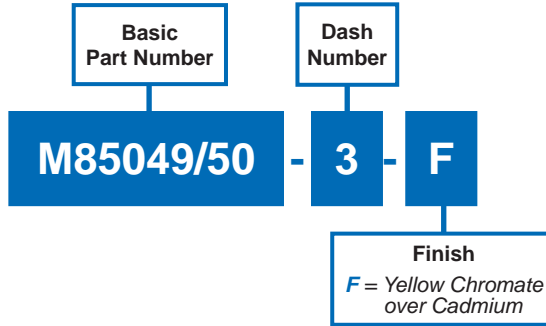 Basic
Part Number
Dash
Number
M85049/50 - 3 - F
Finish
F = Yellow Chromate
over Cadmium